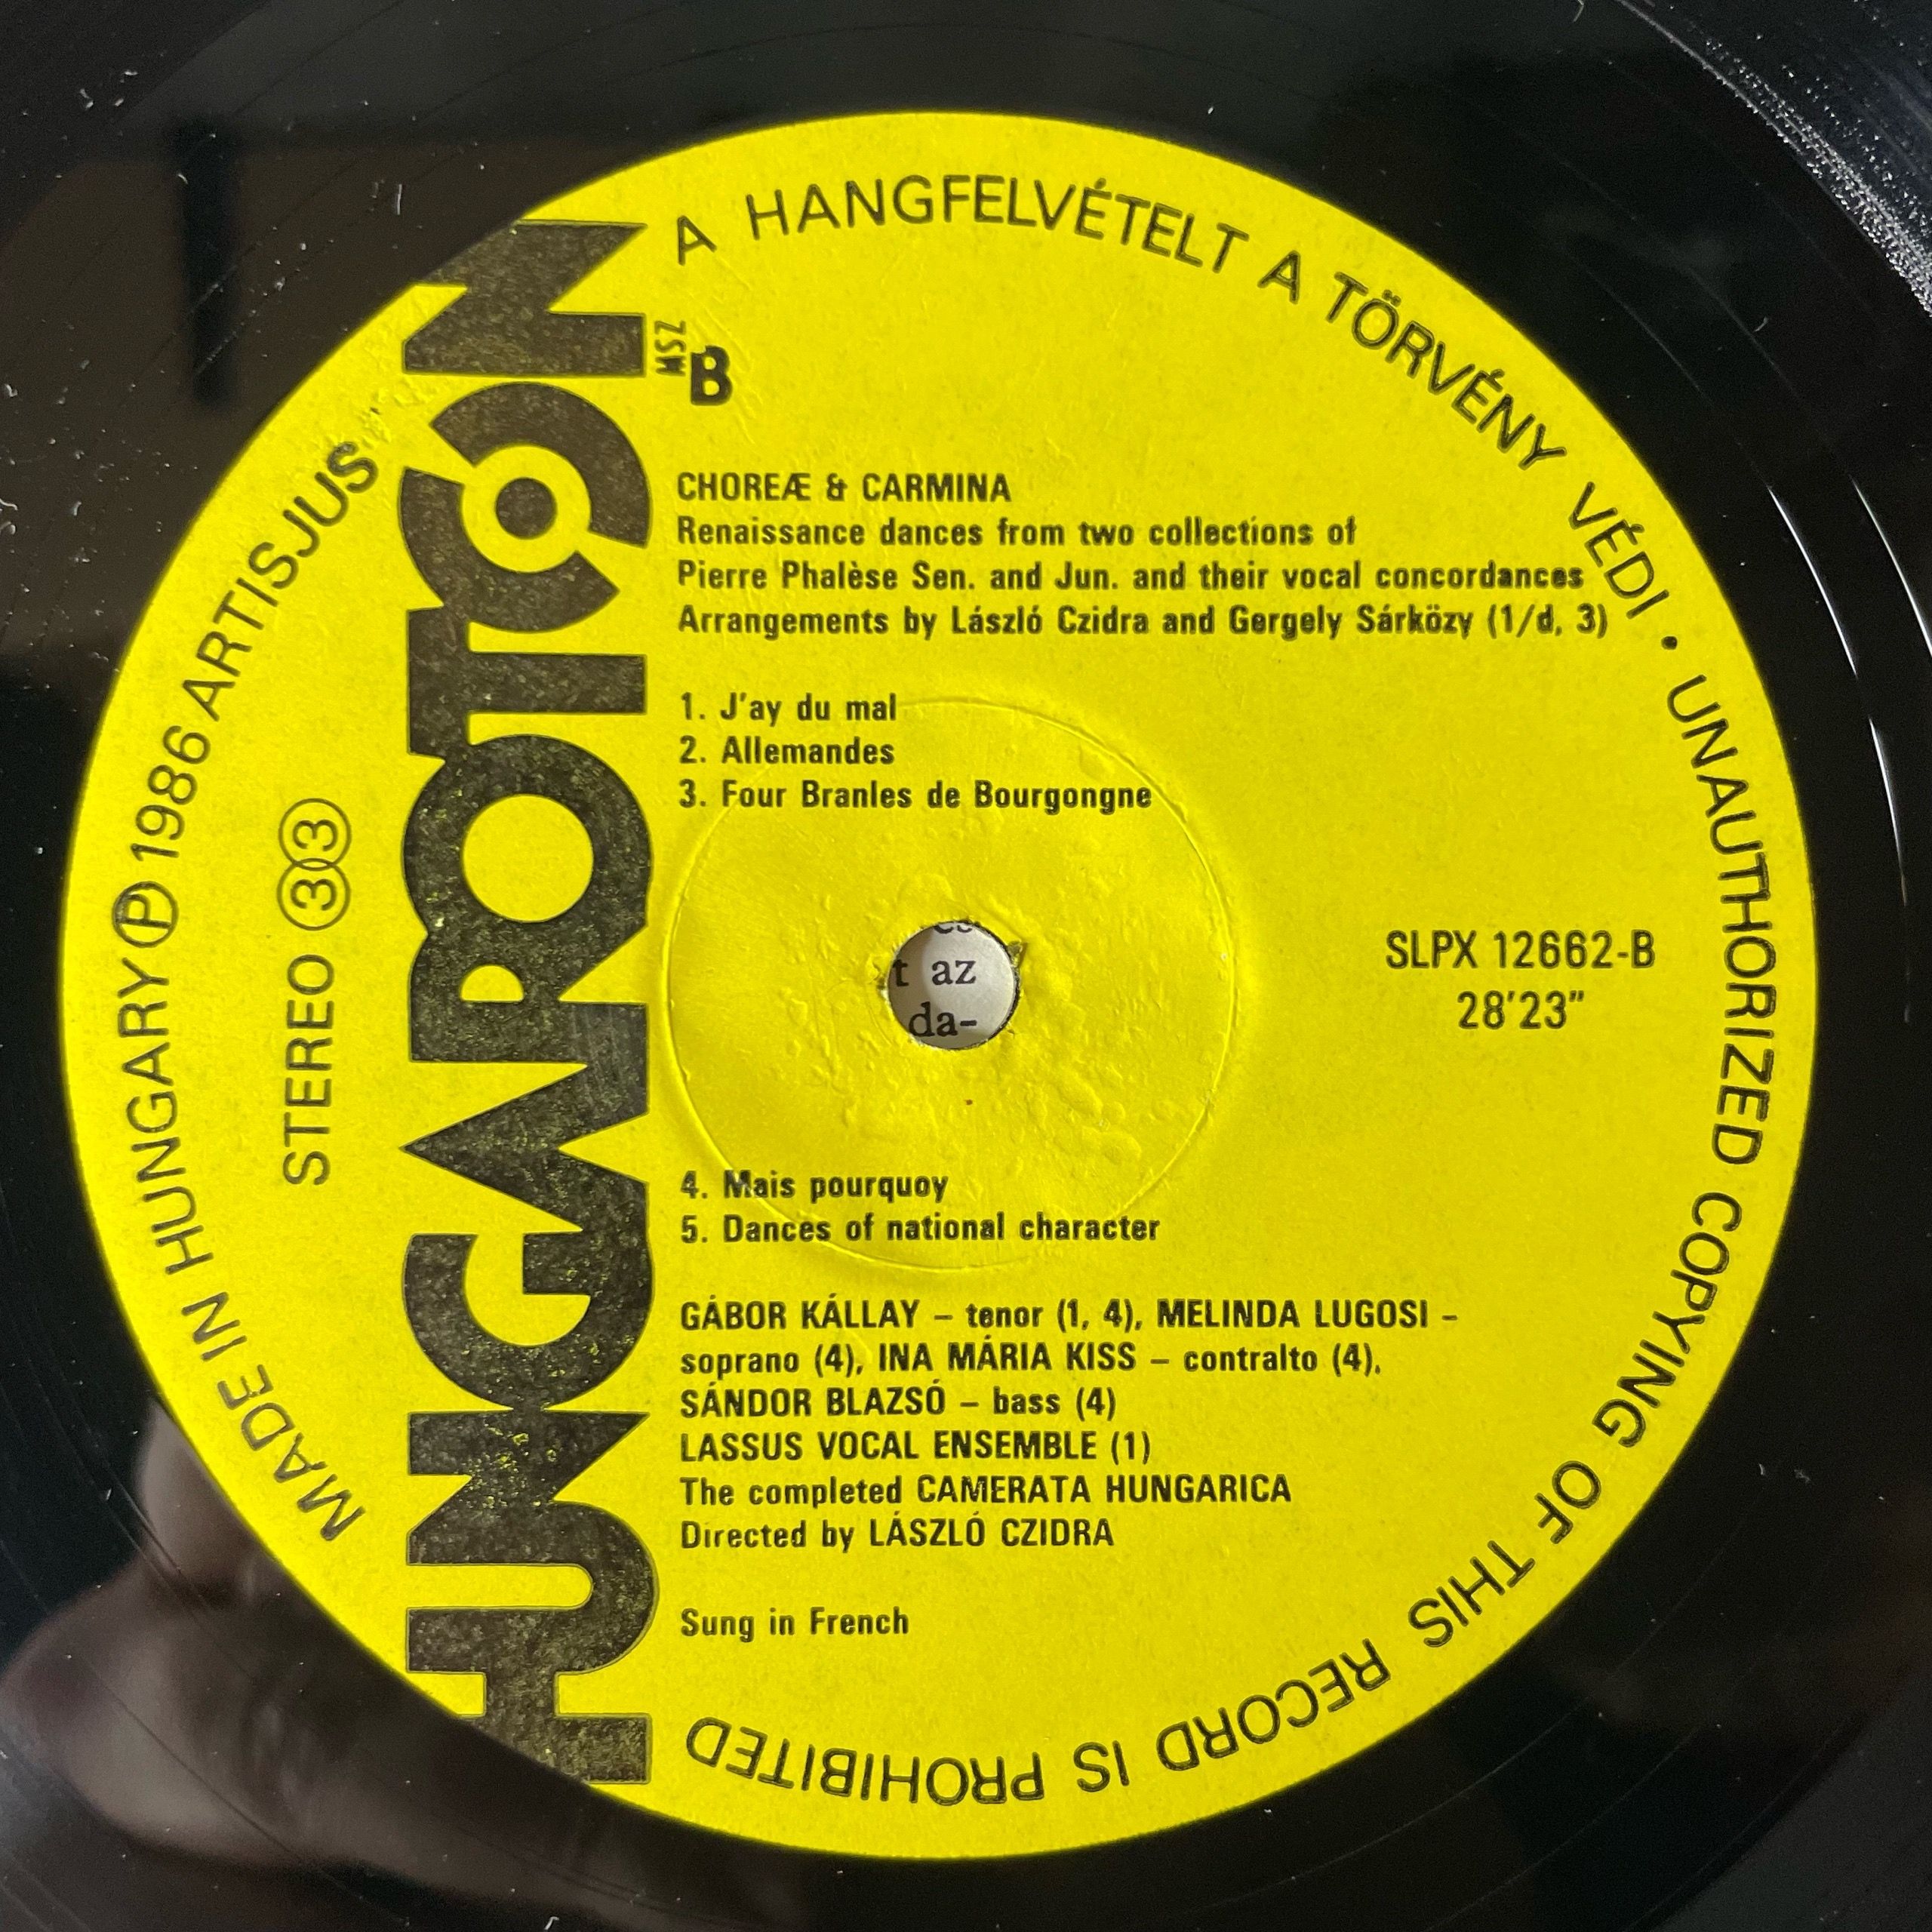 A HANGFELVÉTELT A TÖRVÉNY VÉDI • UNAUTHORIZED COPYING OF THIS RECORD IS PROHIBITED
MADE IN HUNGARY Ⓟ 1986 ARTISJUS
STEREO 33
HUNGAROTON
MSZ
B
CHOREÆ & CARMINA
Renaissance dances from two collections of
Pierre Phalèse Sen. and Jun. and their vocal concordances
Arrangements by László Czidra and Gergely Sárközy (1/d, 3)
1. J'ay du mal
2. Allemandes
3. Four Branles de Bourgongne
SLPX 12662-B
28'23"
t az
da-
4. Mais pourquoy
5. Dances of national character
GÁBOR KÁLLAY – tenor (1, 4), MELINDA LUGOSI –
soprano (4), INA MÁRIA KISS – contralto (4),
SÁNDOR BLAZSÓ – bass (4)
LASSUS VOCAL ENSEMBLE (1)
The completed CAMERATA HUNGARICA
Directed by LÁSZLÓ CZIDRA
Sung in French